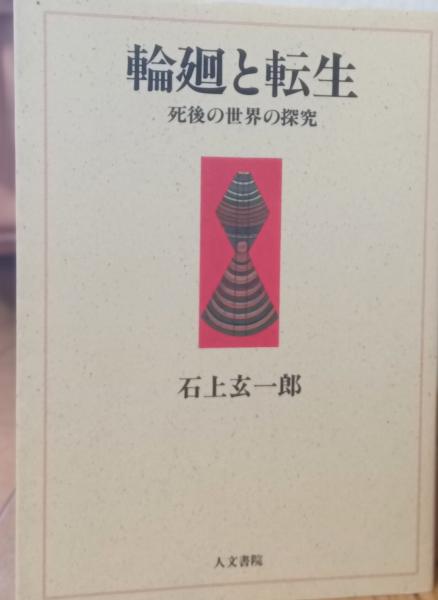 輪廻と転生
死後の世界の探究
石上玄一郎
人文書院